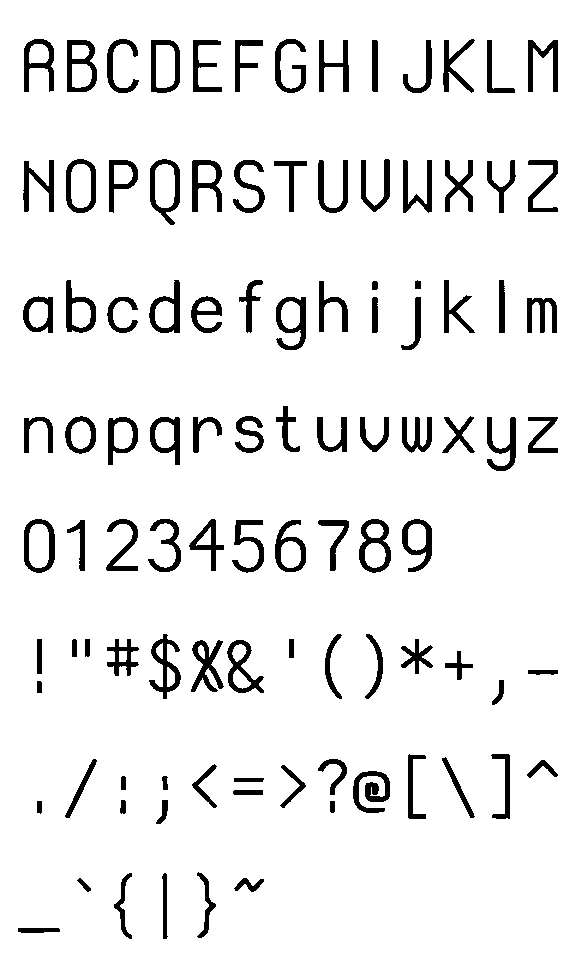 ABCDEFGHIJKLM
NOPQRSTUVWXYZ
abcdefghijklm
nopqrstuvwxyz
0123456789
!"#$%&'()*+,-
./:;<=>?@[\]^
_`{|}~